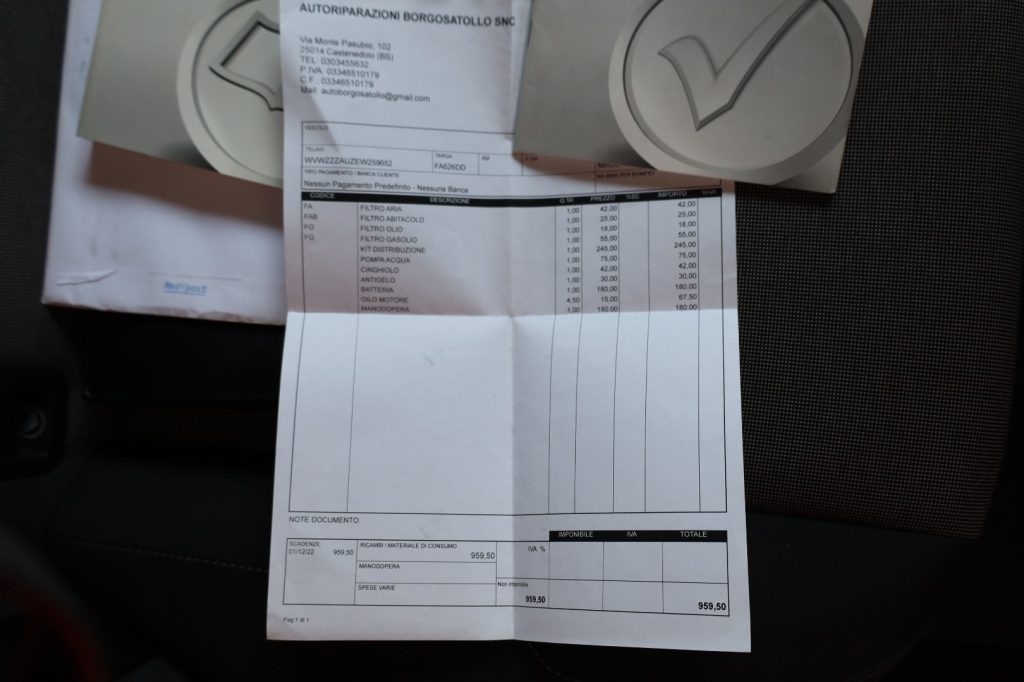 AUTORIPARAZIONI BORGOSATOLLO SNC
Via Monte Pasubio, 102
25014 Castenedolo (BS)
TEL: 0303455632
P. IVA: 03346510179
C.F.: 03346510179
Mail: autoborgosatollo@gmail.com
VEICOLO
TELAIO TARGA KM P.IVA
WVWZZZAUZEW259652 FA626DD
TIPO PAGAMENTO / BANCA CLIENTE NS. IBAN PER BONIFICI
Nessun Pagamento Predefinito - Nessuna Banca
CODICE DESCRIZIONE Q.TA' PREZZO %SC IMPORTO
FA FILTRO ARIA 1,00 42,00 42,00
FAB FILTRO ABITACOLO 1,00 25,00 25,00
FO FILTRO OLIO 1,00 18,00 18,00
FG FILTRO GASOLIO 1,00 55,00 55,00
KIT DISTRIBUZIONE 1,00 245,00 245,00
POMPA ACQUA 1,00 75,00 75,00
CINGHIOLO 1,00 42,00 42,00
ANTIGELO 1,00 30,00 30,00
BATTERIA 1,00 180,00 180,00
OILO MOTORE 4,50 15,00 67,50
MANODOPERA 1,00 180,00 180,00
Medipast
NOTE DOCUMENTO:
SCADENZE RICAMBI / MATERIALE DI CONSUMO IVA % IMPONIBILE IVA TOTALE
01/12/22 959,50 959,50
MANODOPERA
SPESE VARIE Non Imponibile
959,50 959,50
Pag 1 di 1